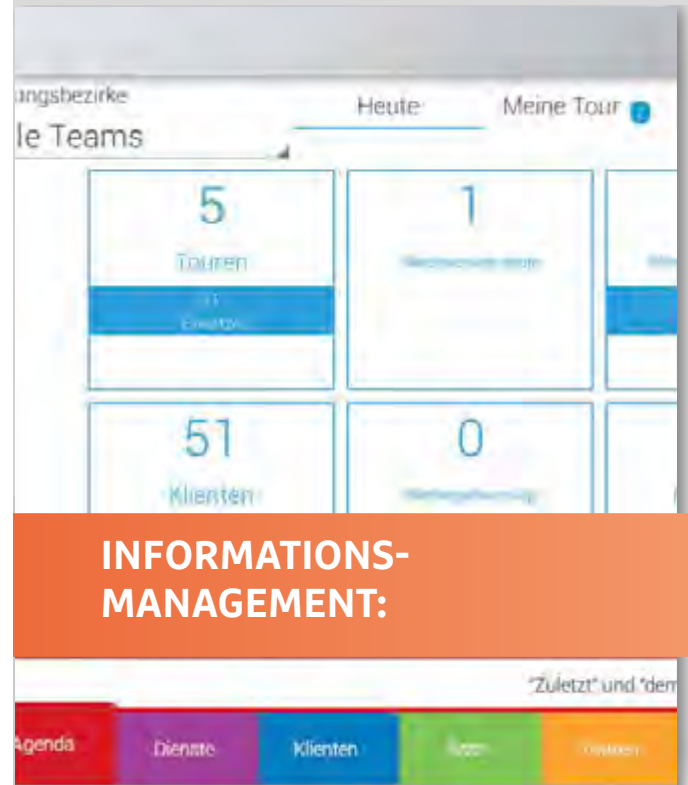 ungsbezirke
le Teams
Heute
Meine Tour
5
Touren
1
51
Klienten
0
INFORMATIONS-
MANAGEMENT:
"Zuletzt" und "dem
Agenda
Dienste
Klienten